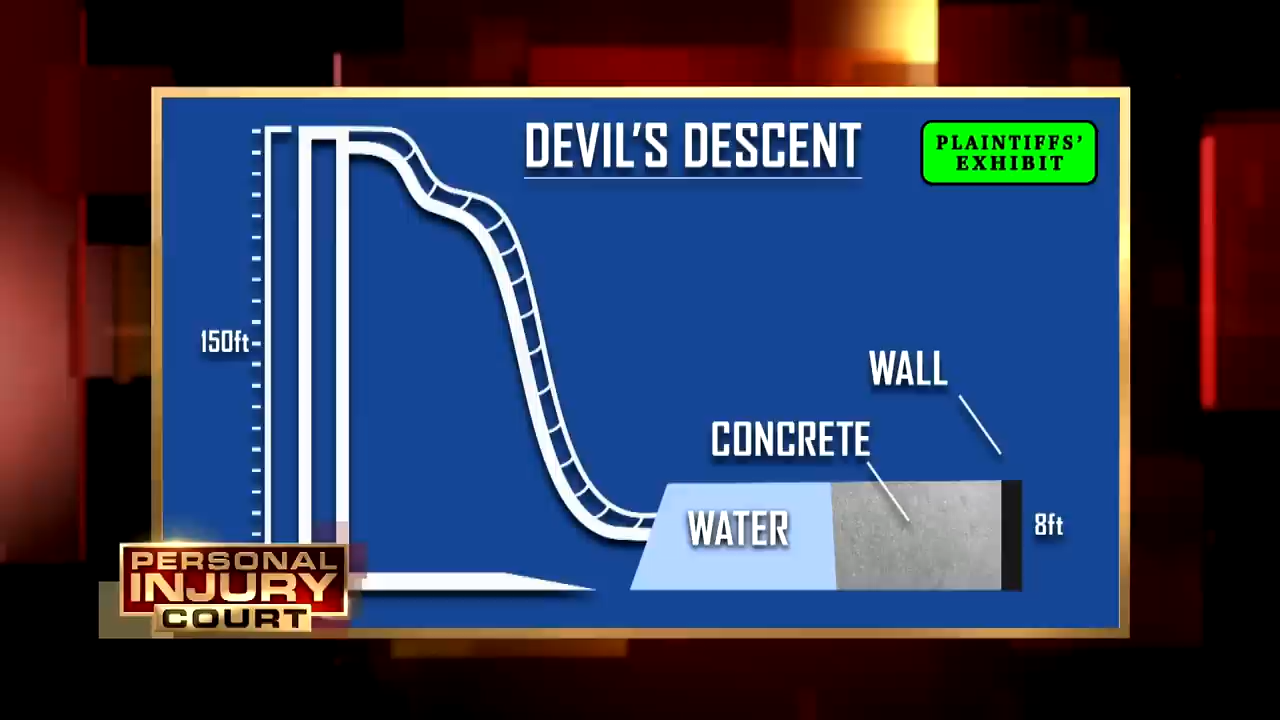 DEVIL'S DESCENT
PLAINTIFFS'
EXHIBIT
150ft
WALL
CONCRETE
WATER
8ft
PERSONAL
INJURY
COURT